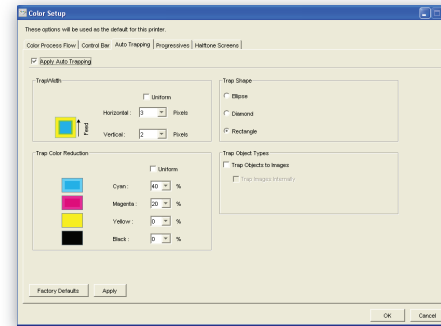 Color Setup
These options will be used as the default for this printer.
Color Process Flow Control Bar Auto Trapping Progressives Halftone Screens
Apply Auto Trapping
TrapWidth
Uniform
Horizontal : 3 Pixels
Vertical : 2 Pixels
Feed
Trap Shape
Ellipse
Diamond
Rectangle
Trap Color Reduction
Uniform
Cyan : 40 %
Magenta : 20 %
Yellow : 0 %
Black : 0 %
Trap Object Types
Trap Objects to Images
Trap Images Internally
Factory Defaults Apply
OK Cancel